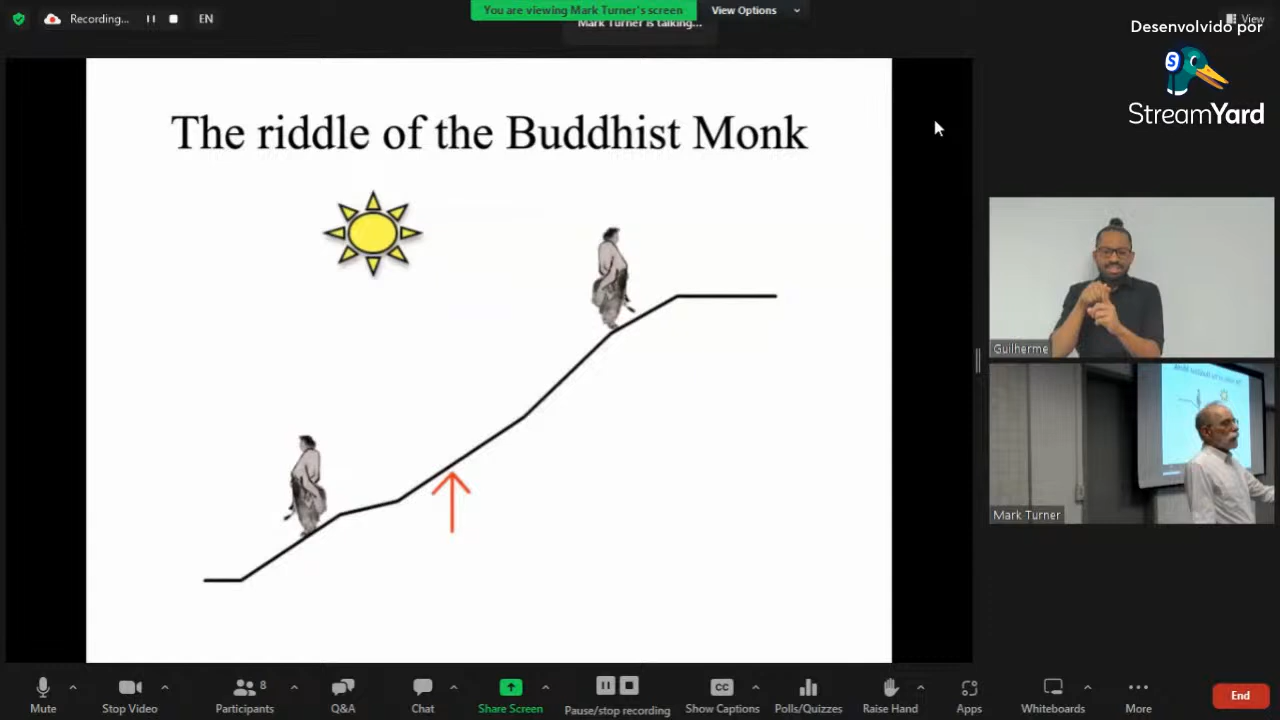 Recording...
EN
You are viewing Mark Turner's screen
View Options
Mark Turner is talking...
View
Desenvolvido por
S
StreamYard
The riddle of the Buddhist Monk
Guilherme
Mark Turner
Mute
Stop Video
8
Participants
Q&A
Chat
Share Screen
Pause/stop recording
CC
Show Captions
Polls/Quizzes
Raise Hand
Apps
Whiteboards
More
End